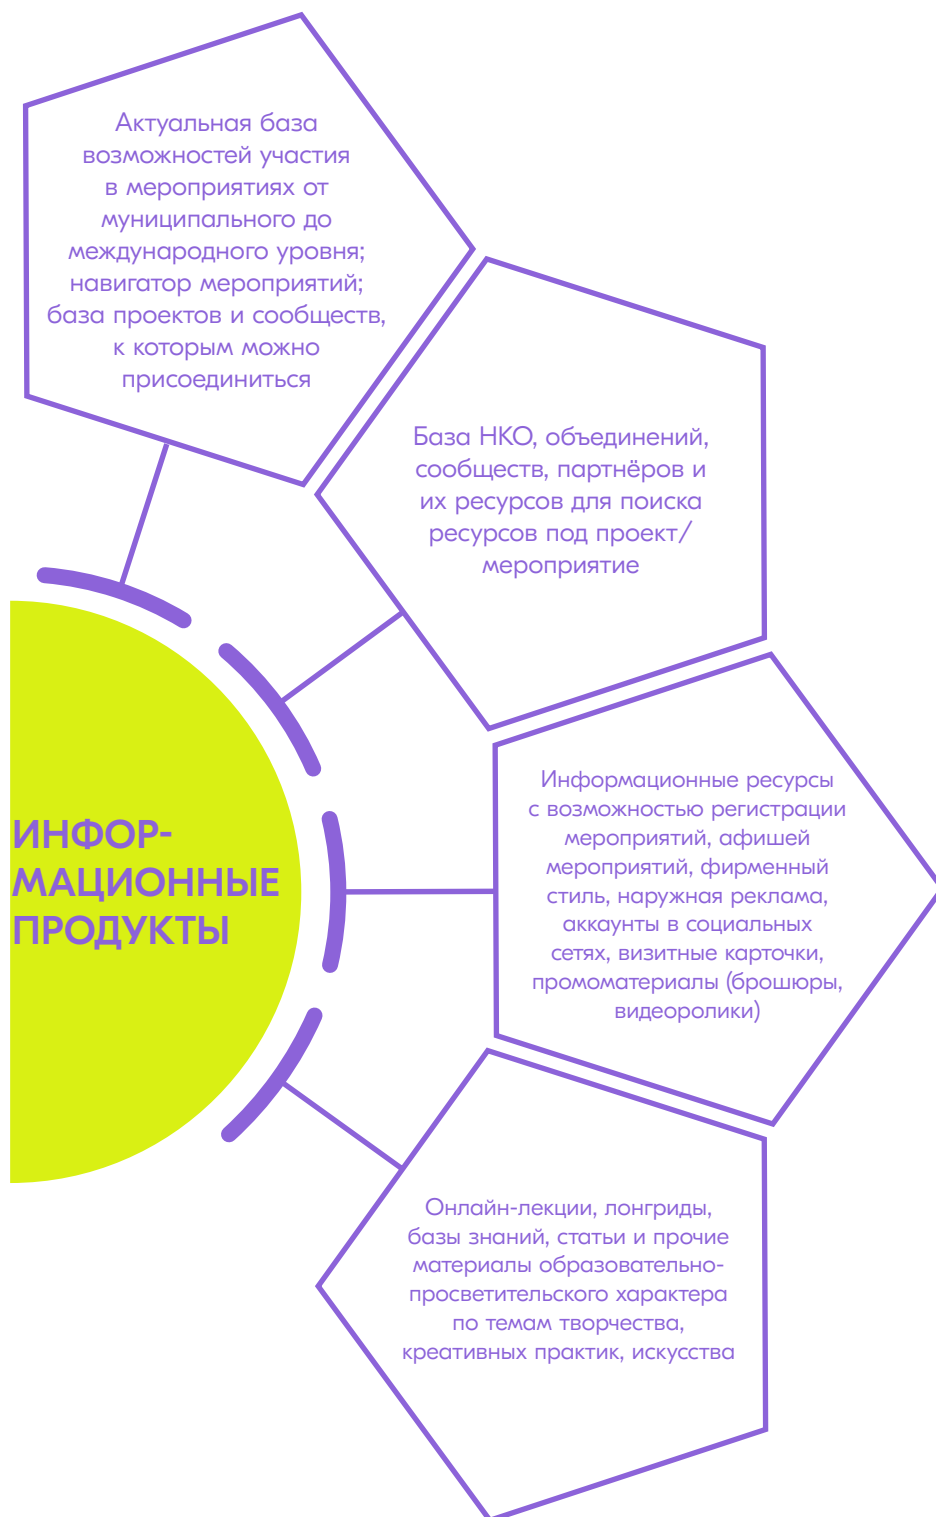 Актуальная база
возможностей участия
в мероприятиях от
муниципального до
международного уровня;
навигатор мероприятий;
база проектов и сообществ,
к которым можно
присоединиться
База НКО, объединений,
сообществ, партнёров и
их ресурсов для поиска
ресурсов под проект/
мероприятие
ИНФОР-
МАЦИОННЫЕ
ПРОДУКТЫ
Информационные ресурсы
с возможностью регистрации
мероприятий, афишей
мероприятий, фирменный
стиль, наружная реклама,
аккаунты в социальных
сетях, визитные карточки,
промоматериалы (брошюры,
видеоролики)
Онлайн-лекции, лонгриды,
базы знаний, статьи и прочие
материалы образовательно-
просветительского характера
по темам творчества,
креативных практик, искусства